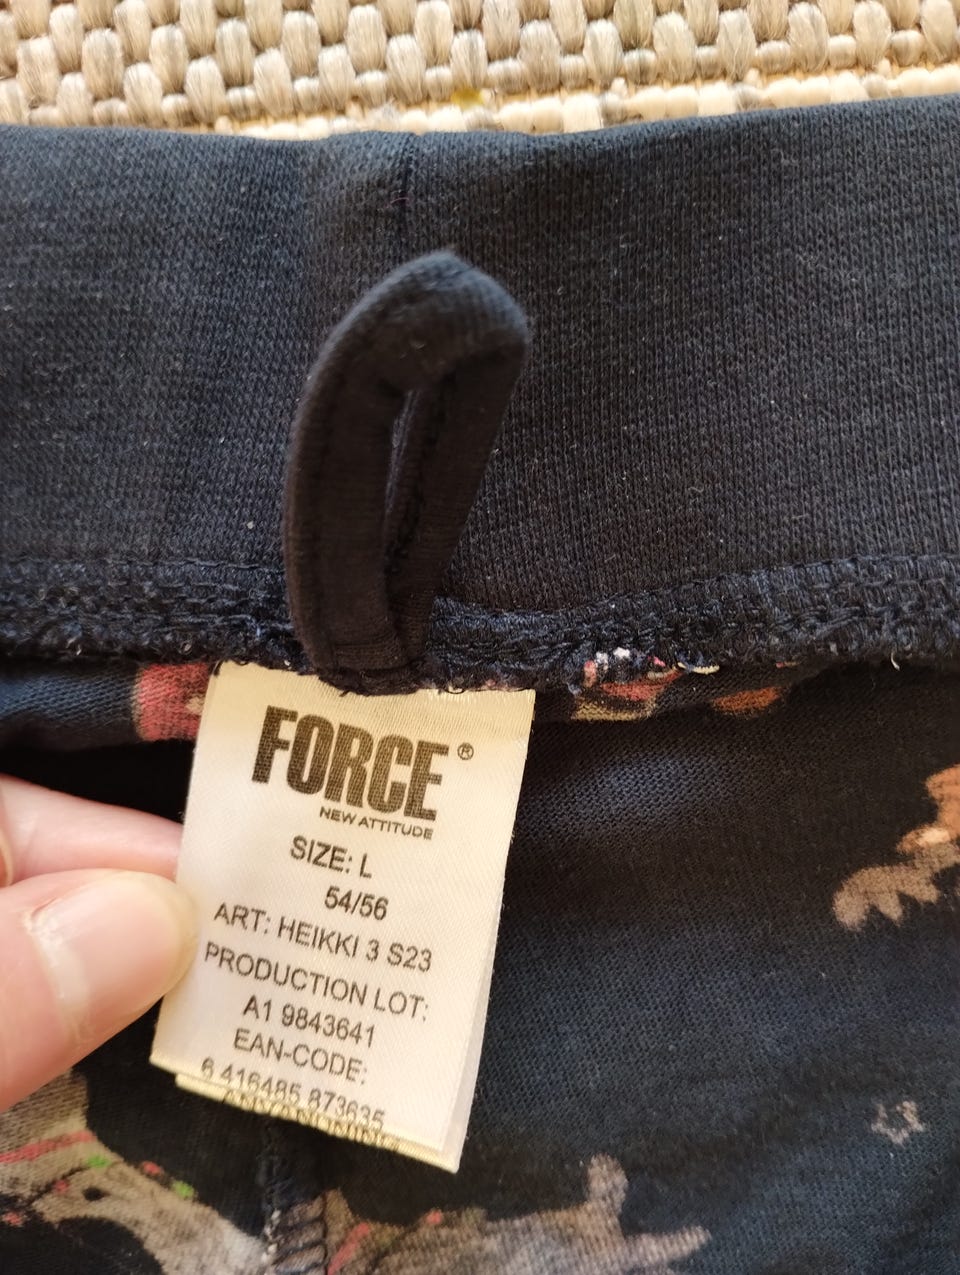 FORCE®
NEW ATTITUDE
SIZE: L
54/56
ART: HEIKKI 3 S23
PRODUCTION LOT:
A1 9843641
EAN-CODE:
6 416485 873635